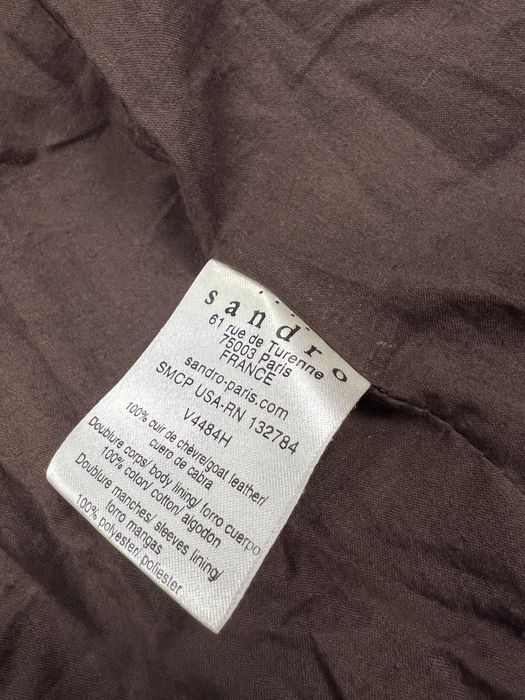 sandro
61 rue de Turenne
75003 Paris
FRANCE
sandro-paris.com
SMCP USA-RN 132784
V4484H
100% cuir de chèvre/goat leather/
cuero de cabra
Doublure corps/ body lining/ forro cuerpo
100% coton/ cotton/ algodon
Doublure manches/ sleeves lining/
forro mangas
100% polyester/ poliester